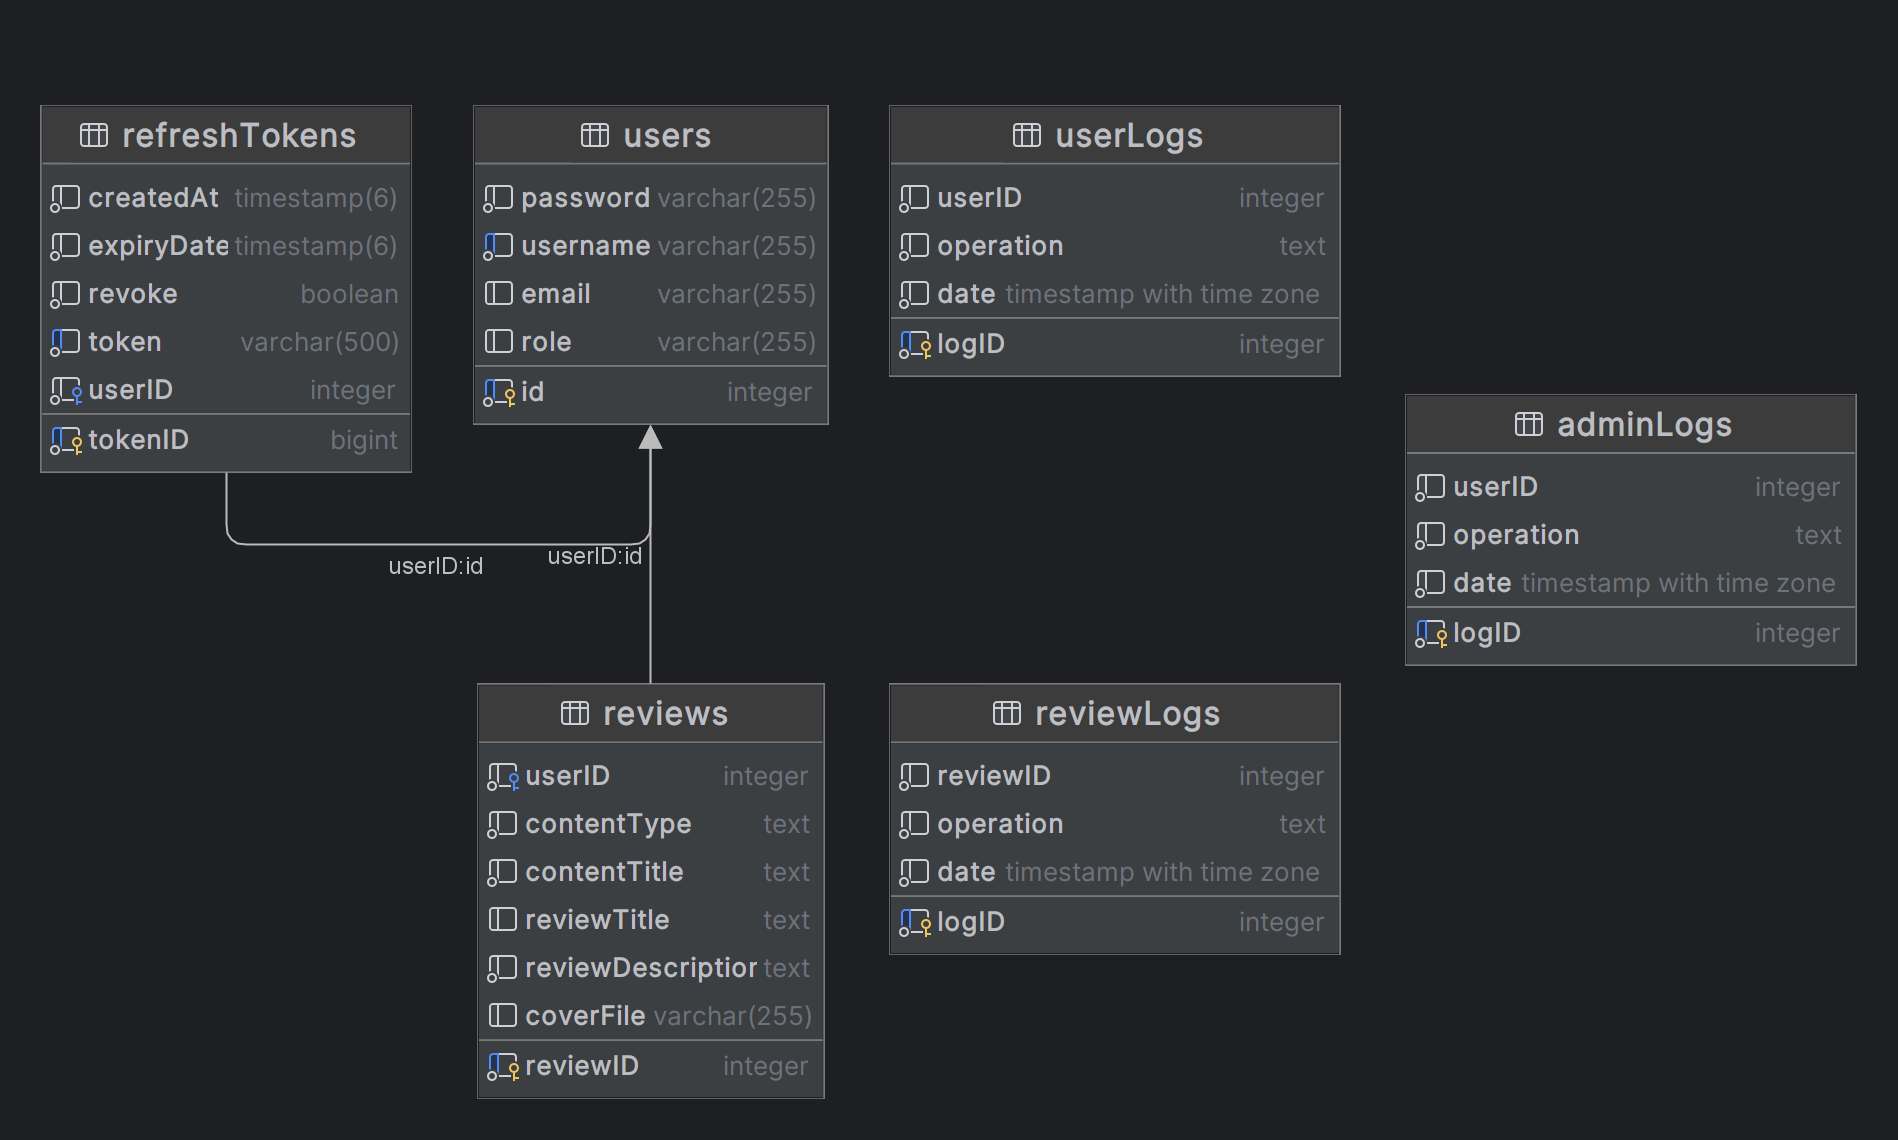 refreshTokens
createdAt timestamp(6)
expiryDate timestamp(6)
revoke boolean
token varchar(500)
userID integer
tokenID bigint
users
password varchar(255)
username varchar(255)
email varchar(255)
role varchar(255)
id integer
userLogs
userID integer
operation text
date timestamp with time zone
logID integer
adminLogs
userID integer
operation text
date timestamp with time zone
logID integer
userID:id
userID:id
reviews
userID integer
contentType text
contentTitle text
reviewTitle text
reviewDescription text
coverFile varchar(255)
reviewID integer
reviewLogs
reviewID integer
operation text
date timestamp with time zone
logID integer